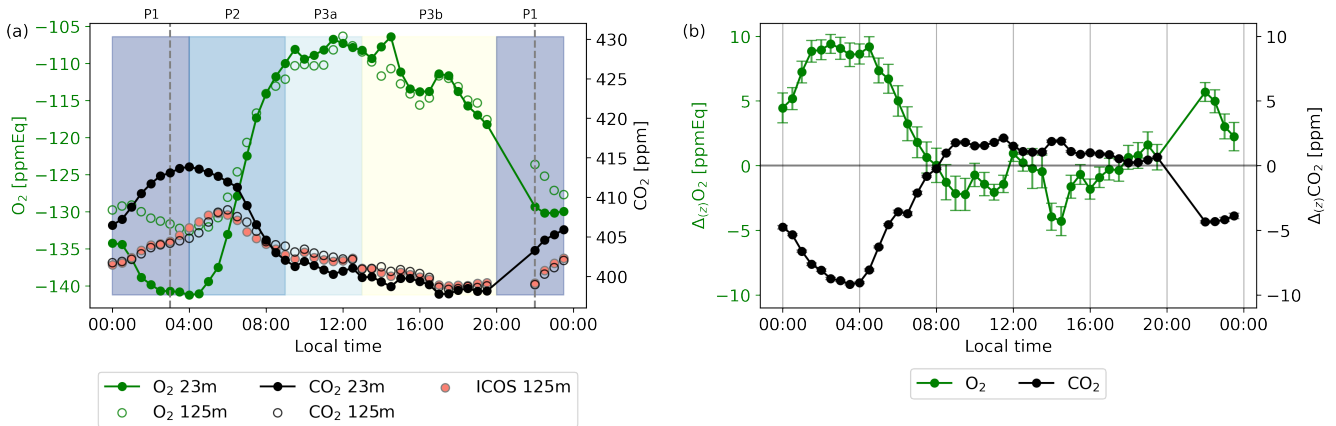 (a)
P1 P2 P3a P3b P1
−105
−110
−115
−120
−125
−130
−135
−140
O₂ [ppmEq]
430
425
420
415
410
405
400
CO₂ [ppm]
00:00 04:00 08:00 12:00 16:00 20:00 00:00
Local time
O₂ 23m CO₂ 23m ICOS 125m
O₂ 125m CO₂ 125m
(b)
10
5
0
−5
−10
Δ₍z₎O₂ [ppmEq]
10
5
0
−5
−10
Δ₍z₎CO₂ [ppm]
00:00 04:00 08:00 12:00 16:00 20:00 00:00
Local time
O₂ CO₂